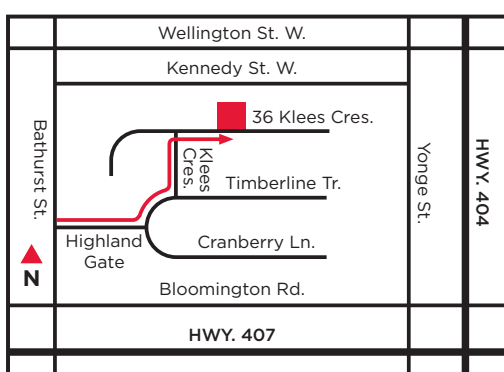 Wellington St. W.
Kennedy St. W.
36 Klees Cres.
Bathurst St.
Klees
Cres.
Yonge St.
HWY. 404
Timberline Tr.
Highland
Gate
Cranberry Ln.
N
Bloomington Rd.
HWY. 407